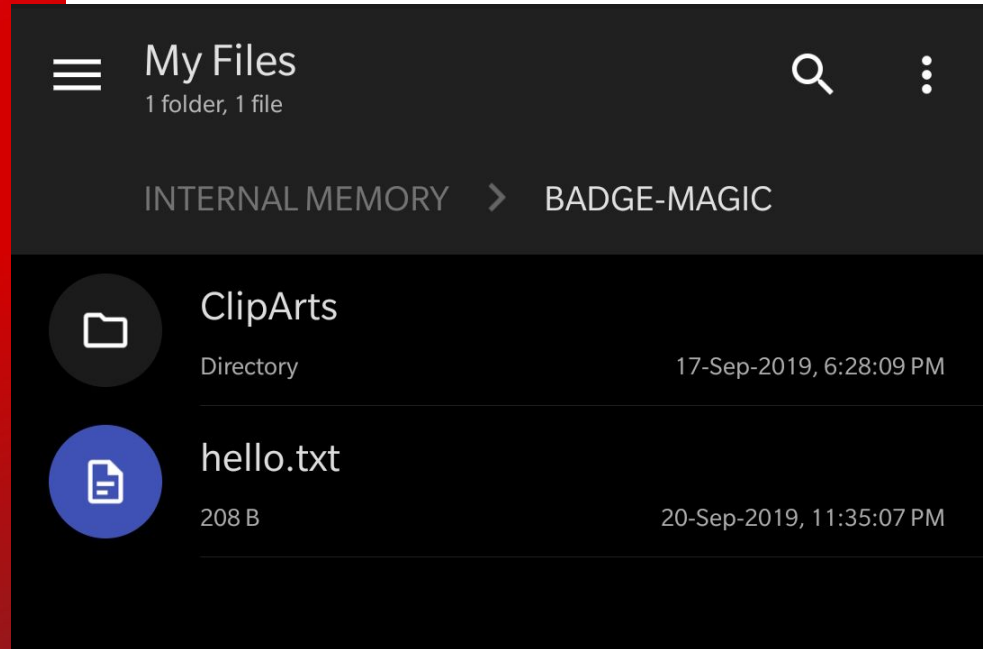 My Files
1 folder, 1 file
INTERNAL MEMORY > BADGE-MAGIC
ClipArts
Directory 17-Sep-2019, 6:28:09 PM
hello.txt
208 B 20-Sep-2019, 11:35:07 PM